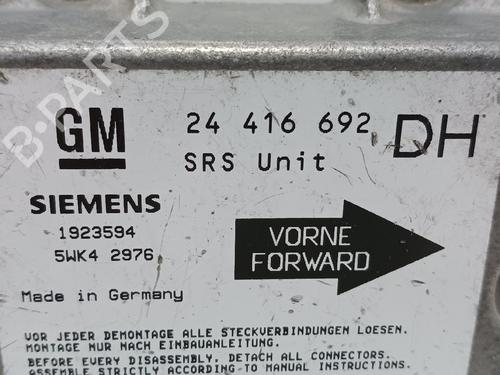 B-PARTS
GM
24 416 692 DH
SRS Unit
SIEMENS
1923594
5WK4 2976
VORNE
FORWARD
Made in Germany
VOR JEDER DEMONTAGE ALLE STECKVERBINDUNGEN LOESEN.
MONTAGE NUR NACH EINBAUANLEITUNG.
BEFORE EVERY DISASSEMBLY, DETACH ALL CONNECTORS.
ASSEMBLE STRICTLY ACCORDING TO MANUAL INSTRUCTIONS.